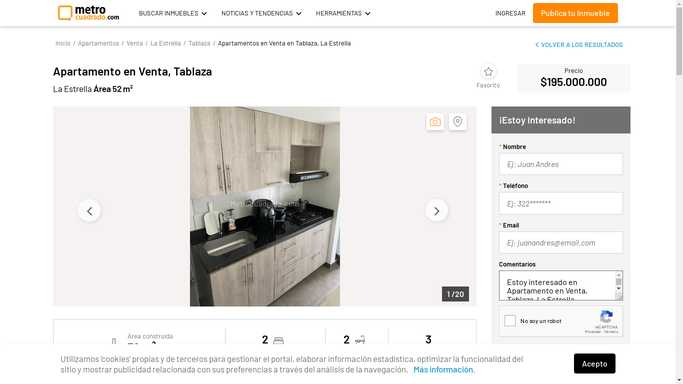 metro
cuadrado.com
BUSCAR INMUEBLES
NOTICIAS Y TENDENCIAS
HERRAMIENTAS
INGRESAR
Publica tu Inmueble
Inicio / Apartamentos / Venta / La Estrella / Tablaza / Apartamentos en Venta en Tablaza, La Estrella
VOLVER A LOS RESULTADOS
Apartamento en Venta, Tablaza
La Estrella Área 52 m²
Favorito
Precio
$195.000.000
1 /20
¡Estoy Interesado!
* Nombre
Ej: Juan Andres
* Teléfono
Ej: 322*******
* Email
Ej: juanandres@email.com
Comentarios
Estoy interesado en
Apartamento en Venta,
Tablaza, La Estrella
No soy un robot
reCAPTCHA
Privacidad - Términos
Área construida
2
2
3
Utilizamos 'cookies' propias y de terceros para gestionar el portal, elaborar información estadística, optimizar la funcionalidad del
sitio y mostrar publicidad relacionada con sus preferencias a través del análisis de la navegación. Más información.
Acepto